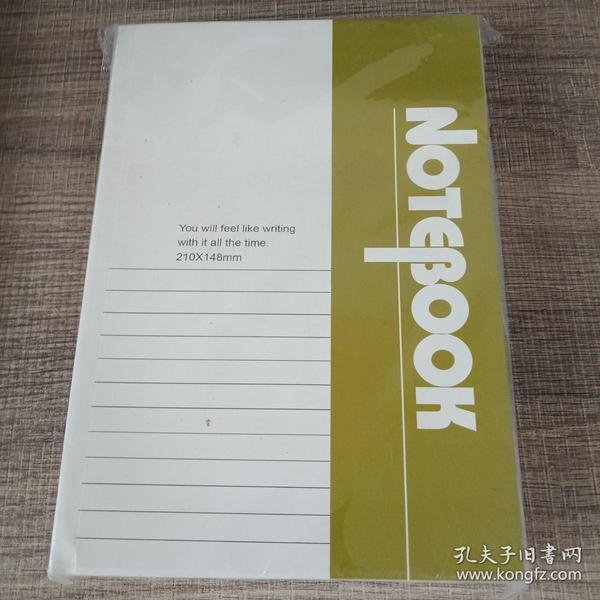 NOTEBOOK
You will feel like writing
with it all the time.
210X148mm
孔夫子旧書网
www.kongfz.com